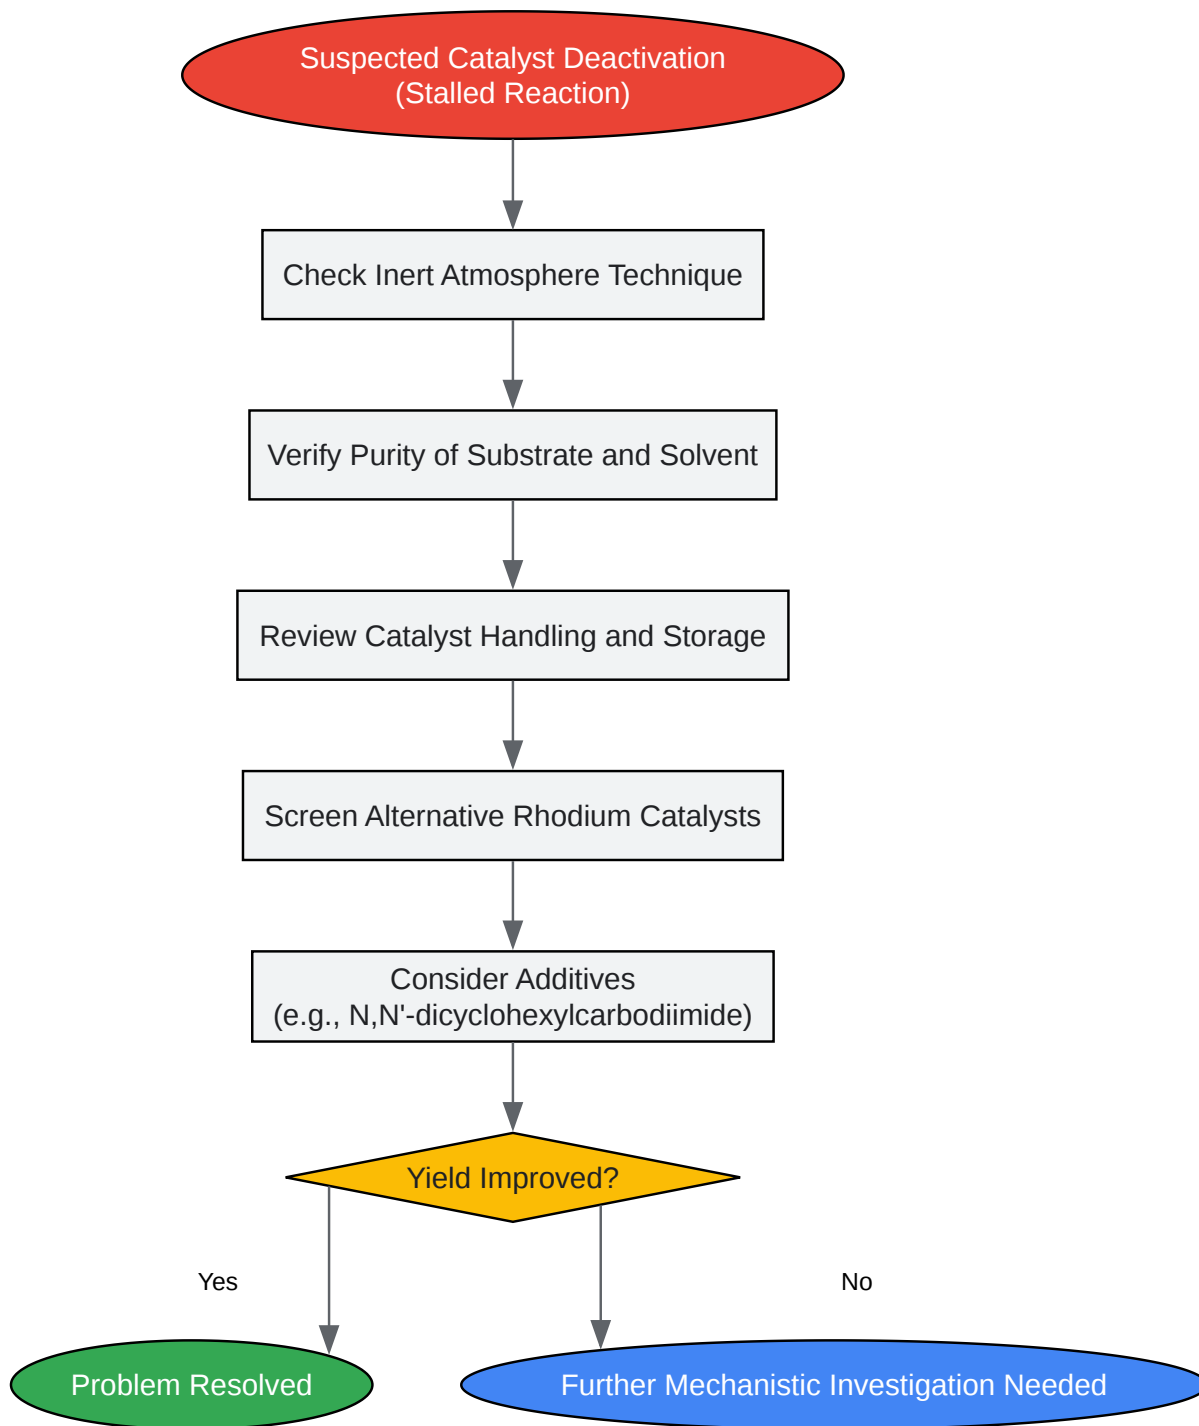 Suspected Catalyst Deactivation
(Stalled Reaction)
Check Inert Atmosphere Technique
Verify Purity of Substrate and Solvent
Review Catalyst Handling and Storage
Screen Alternative Rhodium Catalysts
Consider Additives
(e.g., N,N'-dicyclohexylcarbodiimide)
Yield Improved?
Yes
No
Problem Resolved
Further Mechanistic Investigation Needed